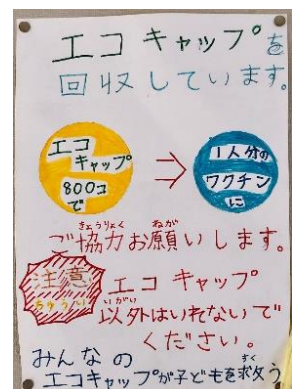 エコキャップを
回収しています。
エコ
キャップ
800コ
で
→
1人分の
ワクチン
に
きょうりょく ねが
ご協力お願いします。
注意
ちゅうい
エコキャップ
いがい
以外はいれないで
ください。
みんなの
すく
エコキャップが子どもを救う